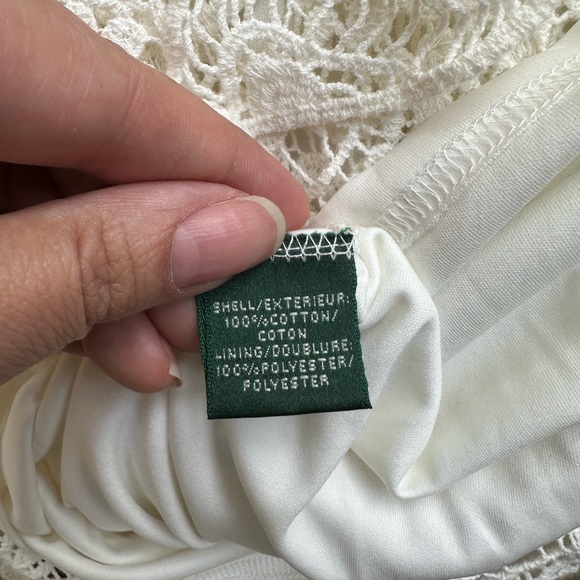 SHELL/EXTERIEUR:
100%COTTON/
COTON
LINING/DOUBLURE:
100%POLYESTER/
POLYESTER